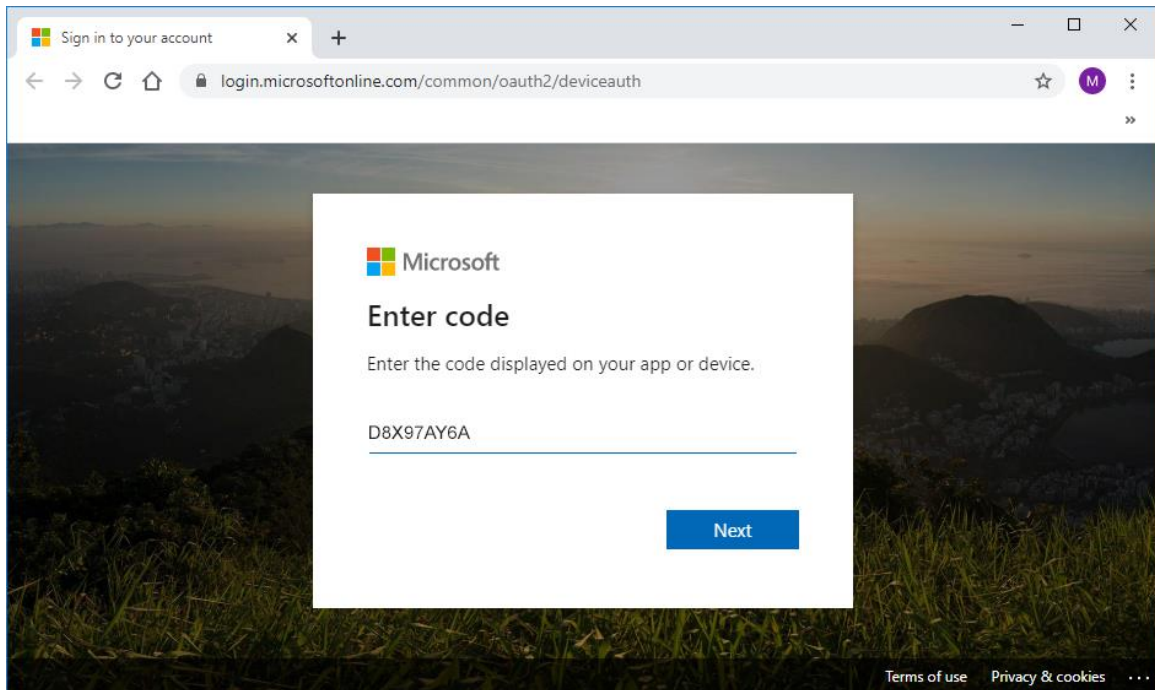 Sign in to your account
login.microsoftonline.com/common/oauth2/deviceauth
M
Microsoft
Enter code
Enter the code displayed on your app or device.
D8X97AY6A
Next
Terms of use Privacy & cookies ...